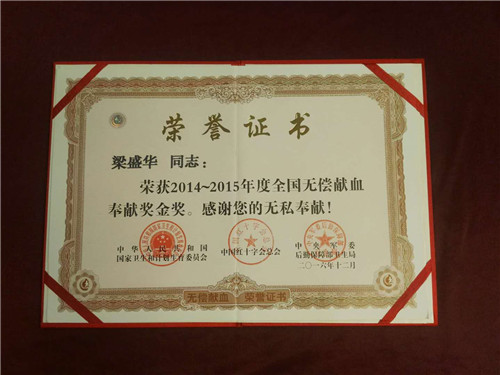 荣誉证书
梁盛华 同志：
荣获2014~2015年度全国无偿献血
奉献奖金奖。感谢您的无私奉献！
中华人民共和国
国家卫生和计划生育委员会
中国红十字会总会
中央军委
后勤保障部卫生局
二〇一六年十二月
无偿献血 荣誉证书